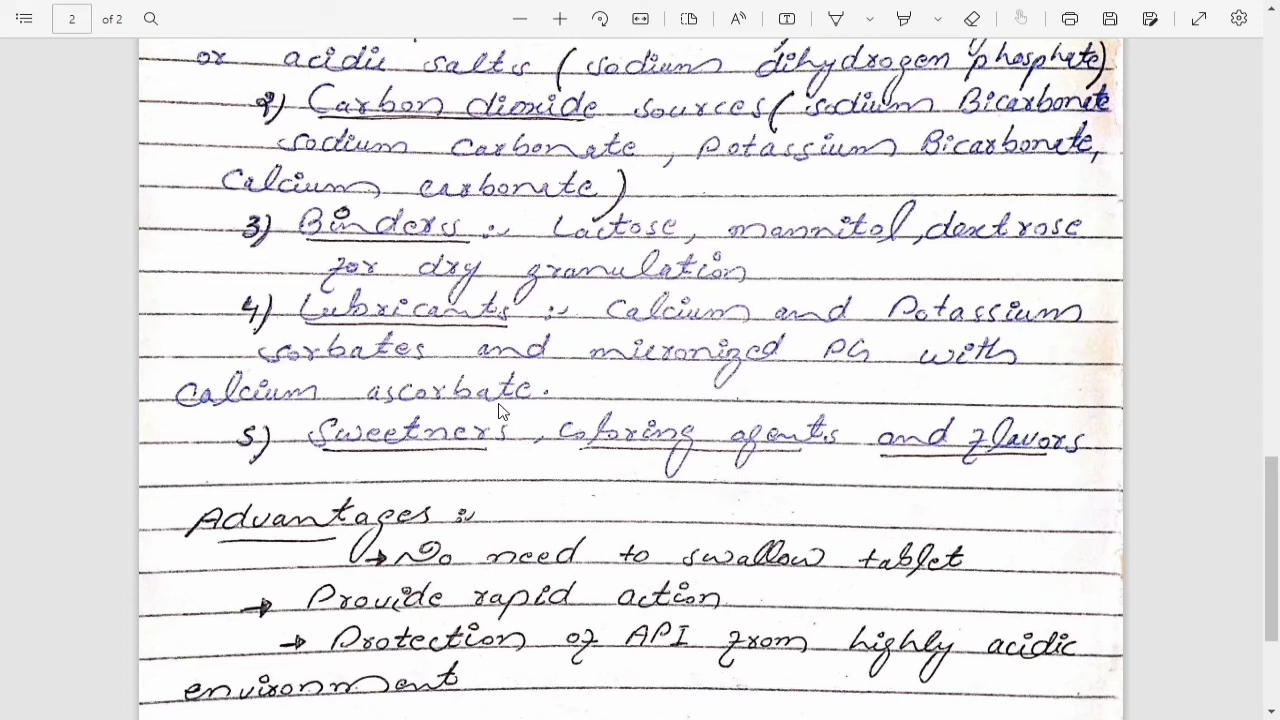 2 of 2
or acidic salts (sodium dihydrogen phosphate)
2) Carbon dioxide sources (sodium Bicarbonate
sodium carbonate, Potassium Bicarbonate,
Calcium carbonate)
3) Binders :~ Lactose, mannitol, dextrose
for dry granulation
4) Lubricants :~ Calcium and Potassium
sorbates and micronized PG with
Calcium ascorbate.
5) Sweetners, coloring agents and flavors
Advantages :~
→ No need to swallow tablet
→ Provide rapid action
→ Protection of API from highly acidic
environment